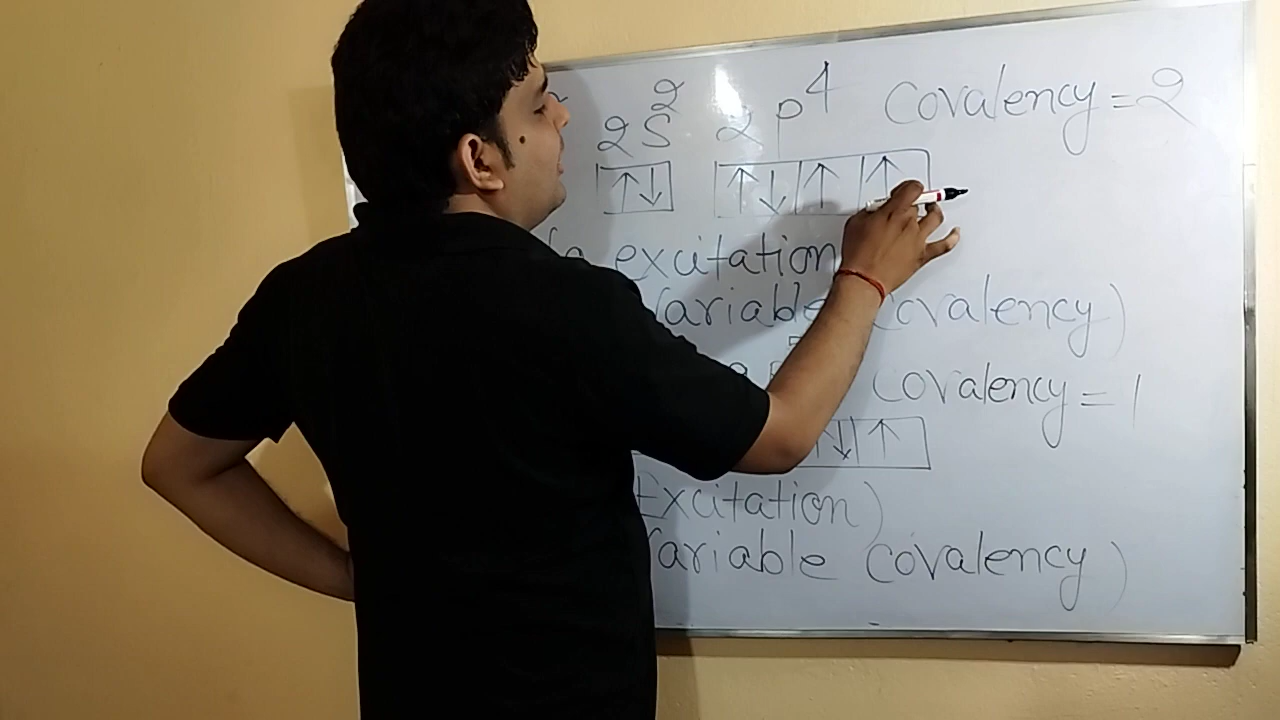 2S² 2p⁴ Covalency = 2
↑↓ ↑↓ ↑ ↑
excitation
Variable Covalency)
Covalency = 1
↓ ↑
Excitation)
Variable Covalency)